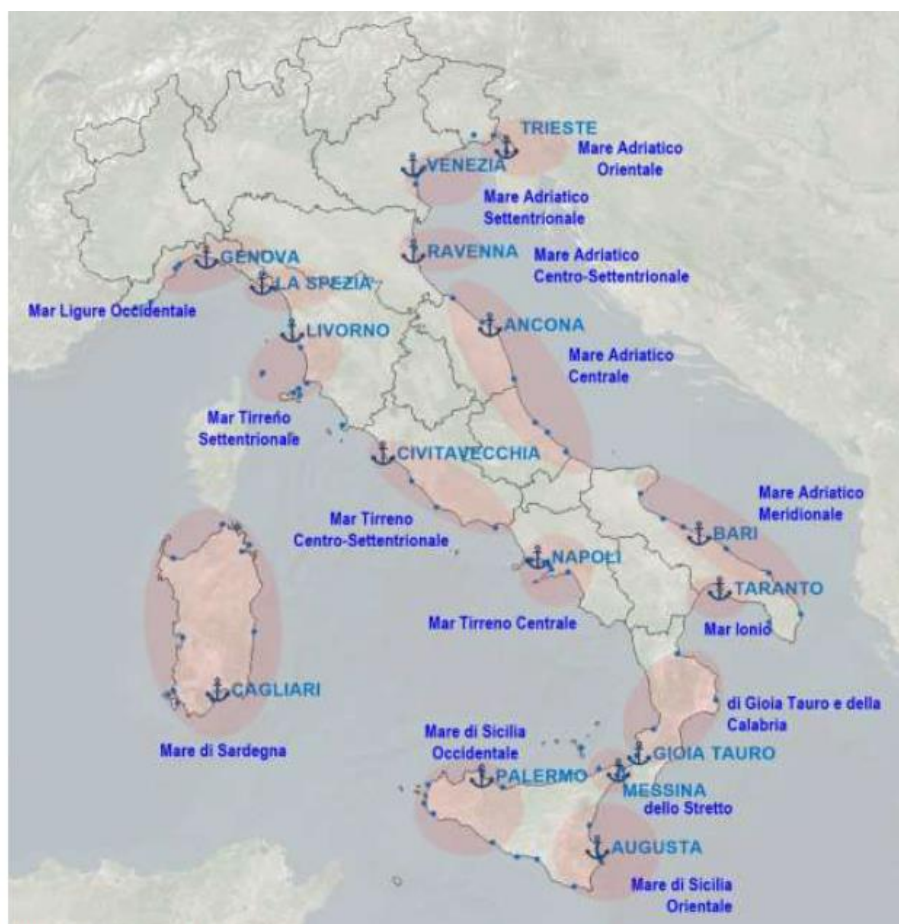 TRIESTE
Mare Adriatico
Orientale
VENEZIA
Mare Adriatico
Settentrionale
GENOVA
RAVENNA
Mare Adriatico
Centro-Settentrionale
LA SPEZIA
Mar Ligure Occidentale
LIVORNO
ANCONA
Mare Adriatico
Centrale
Mar Tirreno
Settentrionale
CIVITAVECCHIA
Mar Tirreno
Centro-Settentrionale
Mare Adriatico
Meridionale
BARI
NAPOLI
TARANTO
Mar Tirreno Centrale
Mar Ionio
CAGLIARI
Mare di Sardegna
di Gioia Tauro e della
Calabria
Mare di Sicilia
Occidentale
GIOIA TAURO
PALERMO
MESSINA
dello Stretto
AUGUSTA
Mare di Sicilia
Orientale